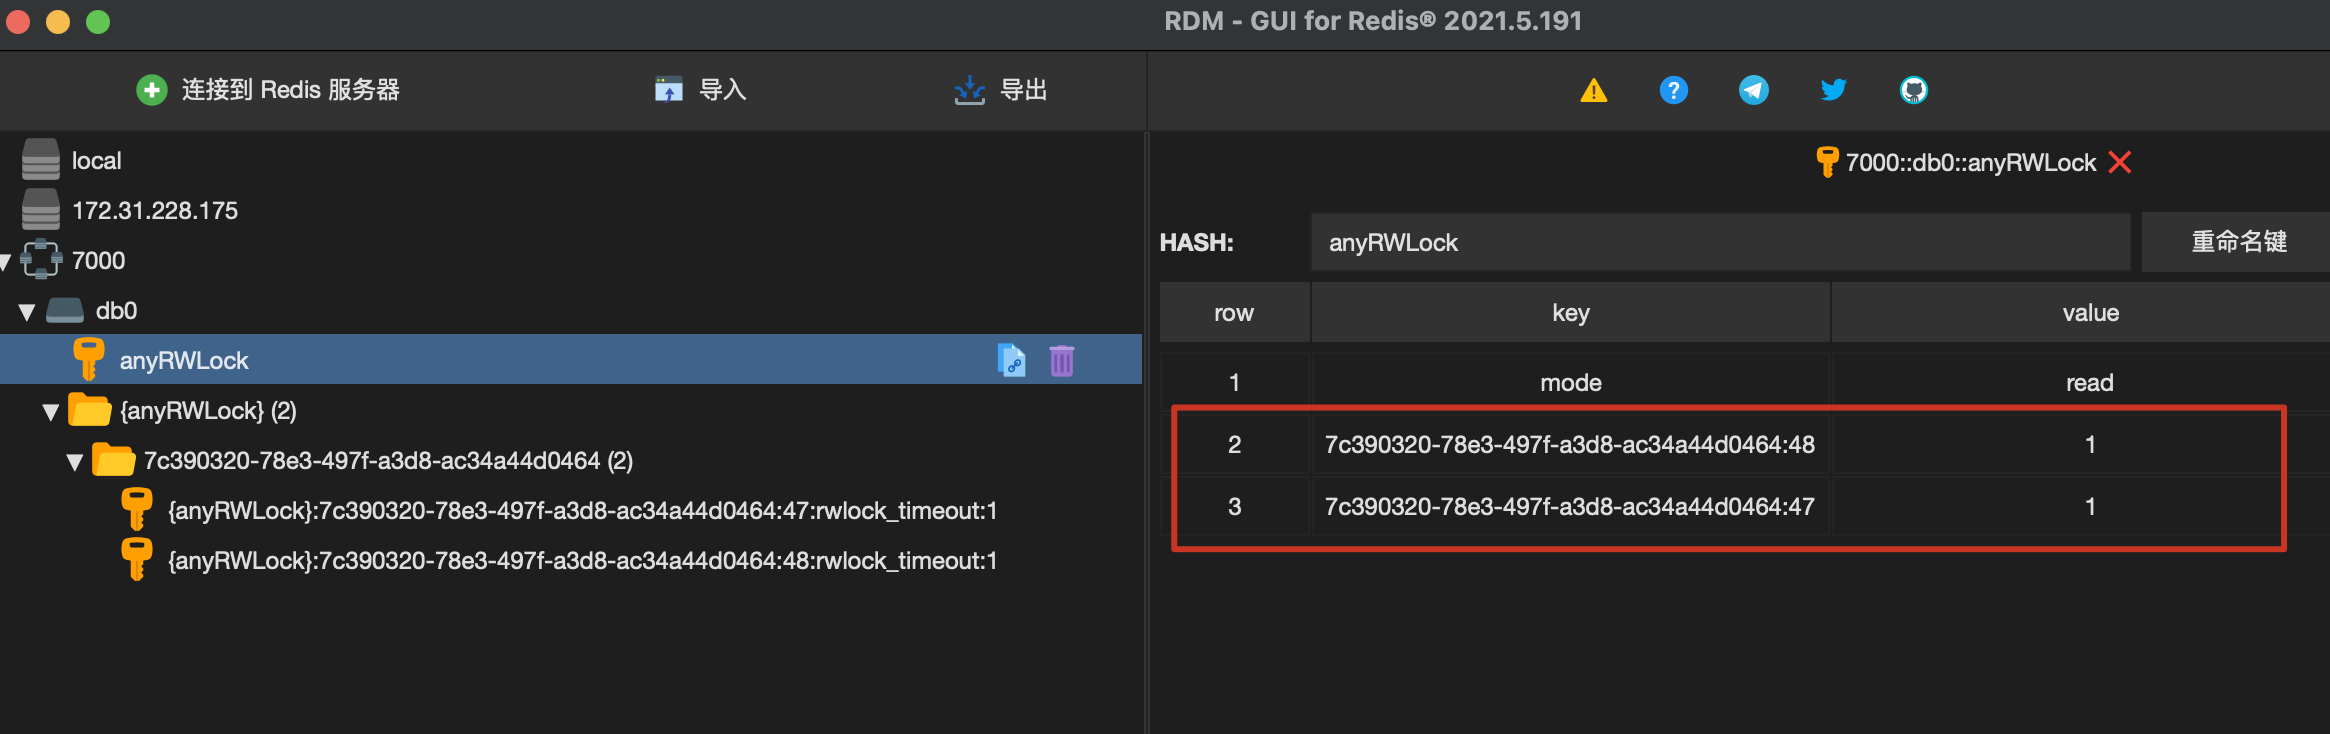 RDM - GUI for Redis® 2021.5.191
连接到 Redis 服务器
导入
导出
local
172.31.228.175
7000
db0
anyRWLock
{anyRWLock} (2)
7c390320-78e3-497f-a3d8-ac34a44d0464 (2)
{anyRWLock}:7c390320-78e3-497f-a3d8-ac34a44d0464:47:rwlock_timeout:1
{anyRWLock}:7c390320-78e3-497f-a3d8-ac34a44d0464:48:rwlock_timeout:1
7000::db0::anyRWLock
HASH: anyRWLock 重命名键
row key value
1 mode read
2 7c390320-78e3-497f-a3d8-ac34a44d0464:48 1
3 7c390320-78e3-497f-a3d8-ac34a44d0464:47 1